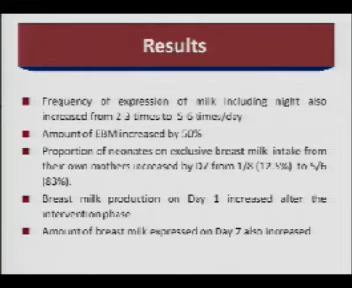 Results
Frequency of expression of milk including night also
increased from 2-3 times to 5-6 times/day
Amount of EBM increased by 50%
Proportion of neonates on exclusive breast milk intake from
their own mothers increased by D7 from 1/8 (12.5%) to 5/6
(83%).
Breast milk production on Day 1 increased after the
intervention phase
Amount of breast milk expressed on Day 7 also increased